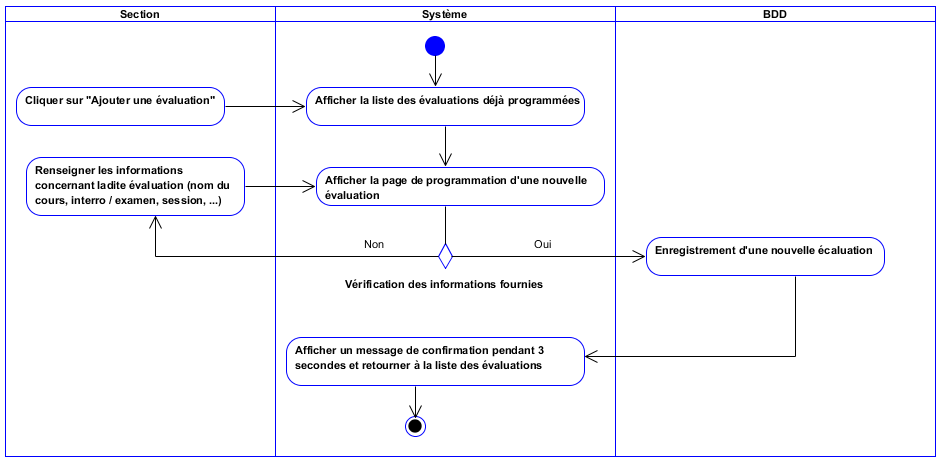 Section
Système
BDD
Cliquer sur "Ajouter une évaluation"
Afficher la liste des évaluations déjà programmées
Renseigner les informations
concernant ladite évaluation (nom du
cours, interro / examen, session, ...)
Afficher la page de programmation d'une nouvelle
évaluation
Non
Oui
Enregistrement d'une nouvelle écaluation
Vérification des informations fournies
Afficher un message de confirmation pendant 3
secondes et retourner à la liste des évaluations